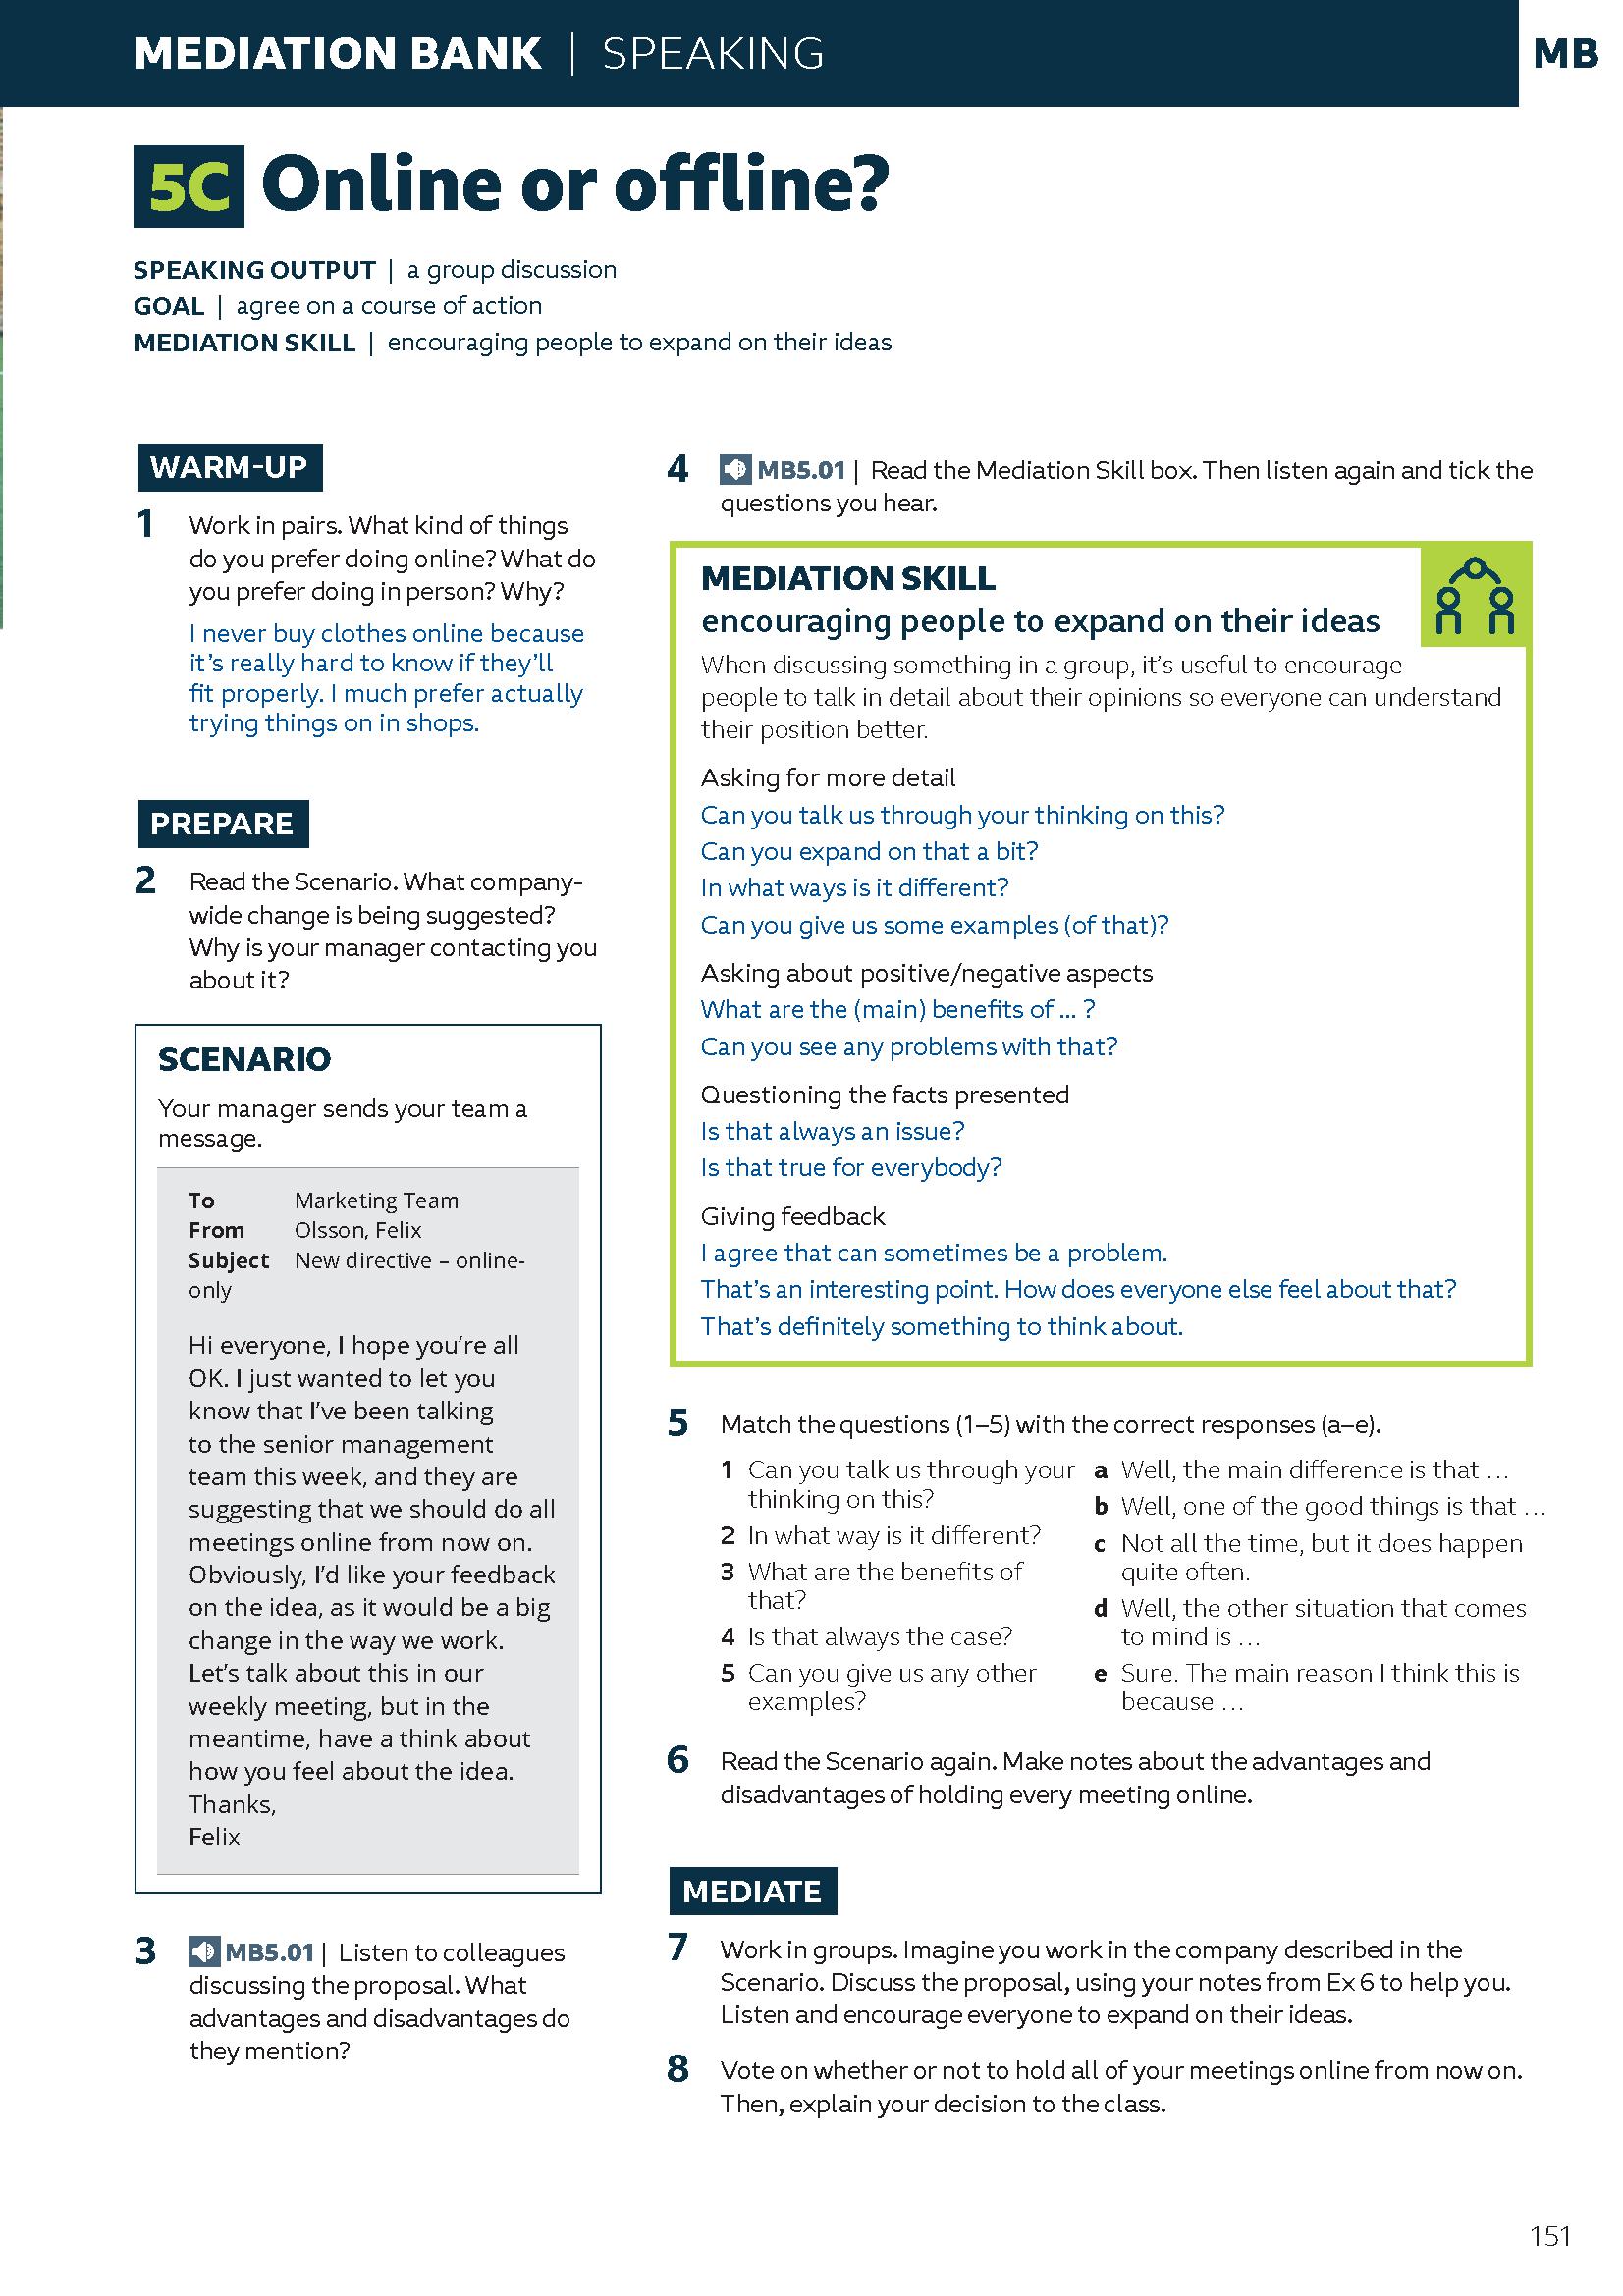 MEDIATION BANK | SPEAKING
MB
5C Online or offline?
SPEAKING OUTPUT | a group discussion
GOAL | agree on a course of action
MEDIATION SKILL | encouraging people to expand on their ideas
WARM-UP
1 Work in pairs. What kind of things
do you prefer doing online? What do
you prefer doing in person? Why?
I never buy clothes online because
it's really hard to know if they'll
fit properly. I much prefer actually
trying things on in shops.
PREPARE
2 Read the Scenario. What company-
wide change is being suggested?
Why is your manager contacting you
about it?
SCENARIO
Your manager sends your team a
message.
To Marketing Team
From Olsson, Felix
Subject New directive – online-
only
Hi everyone, I hope you're all
OK. I just wanted to let you
know that I've been talking
to the senior management
team this week, and they are
suggesting that we should do all
meetings online from now on.
Obviously, I'd like your feedback
on the idea, as it would be a big
change in the way we work.
Let's talk about this in our
weekly meeting, but in the
meantime, have a think about
how you feel about the idea.
Thanks,
Felix
3 MB5.01 | Listen to colleagues
discussing the proposal. What
advantages and disadvantages do
they mention?
4 MB5.01 | Read the Mediation Skill box. Then listen again and tick the
questions you hear.
MEDIATION SKILL
encouraging people to expand on their ideas
When discussing something in a group, it's useful to encourage
people to talk in detail about their opinions so everyone can understand
their position better.
Asking for more detail
Can you talk us through your thinking on this?
Can you expand on that a bit?
In what ways is it different?
Can you give us some examples (of that)?
Asking about positive/negative aspects
What are the (main) benefits of … ?
Can you see any problems with that?
Questioning the facts presented
Is that always an issue?
Is that true for everybody?
Giving feedback
I agree that can sometimes be a problem.
That's an interesting point. How does everyone else feel about that?
That's definitely something to think about.
5 Match the questions (1–5) with the correct responses (a–e).
1 Can you talk us through your
thinking on this?
2 In what way is it different?
3 What are the benefits of
that?
4 Is that always the case?
5 Can you give us any other
examples?
a Well, the main difference is that …
b Well, one of the good things is that …
c Not all the time, but it does happen
quite often.
d Well, the other situation that comes
to mind is …
e Sure. The main reason I think this is
because …
6 Read the Scenario again. Make notes about the advantages and
disadvantages of holding every meeting online.
MEDIATE
7 Work in groups. Imagine you work in the company described in the
Scenario. Discuss the proposal, using your notes from Ex 6 to help you.
Listen and encourage everyone to expand on their ideas.
8 Vote on whether or not to hold all of your meetings online from now on.
Then, explain your decision to the class.
151